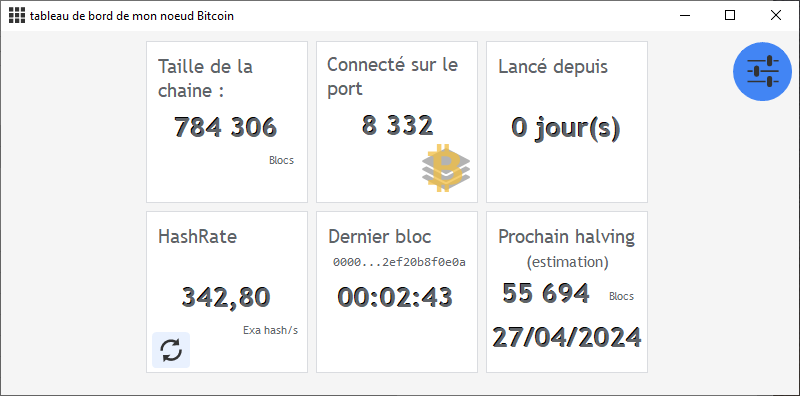 tableau de bord de mon noeud Bitcoin
Taille de la
chaine :
784 306
Blocs
Connecté sur le
port
8 332
Lancé depuis
0 jour(s)
HashRate
342,80
Exa hash/s
Dernier bloc
0000...2ef20b8f0e0a
00:02:43
Prochain halving
(estimation)
55 694 Blocs
27/04/2024